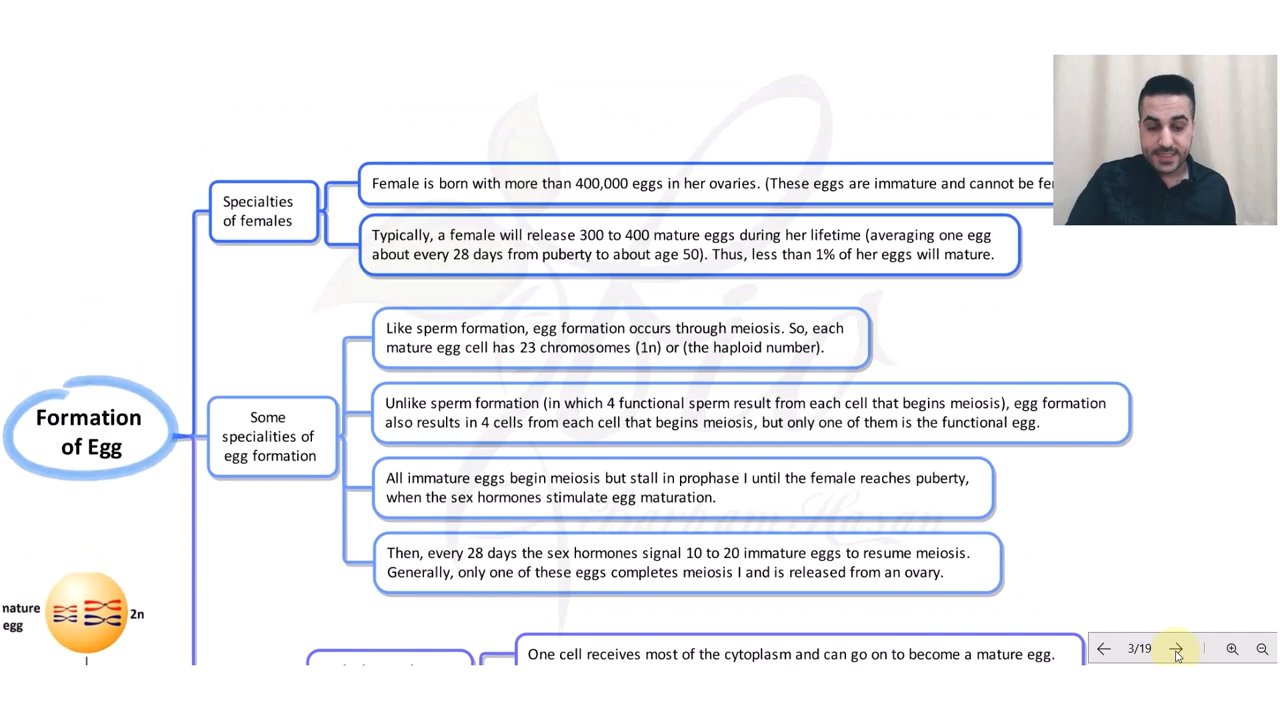 Specialties
of females
Female is born with more than 400,000 eggs in her ovaries. (These eggs are immature and cannot be
Typically, a female will release 300 to 400 mature eggs during her lifetime (averaging one egg
about every 28 days from puberty to about age 50). Thus, less than 1% of her eggs will mature.
Formation
of Egg
Some
specialities of
egg formation
Like sperm formation, egg formation occurs through meiosis. So, each
mature egg cell has 23 chromosomes (1n) or (the haploid number).
Unlike sperm formation (in which 4 functional sperm result from each cell that begins meiosis), egg formation
also results in 4 cells from each cell that begins meiosis, but only one of them is the functional egg.
All immature eggs begin meiosis but stall in prophase I until the female reaches puberty,
when the sex hormones stimulate egg maturation.
Then, every 28 days the sex hormones signal 10 to 20 immature eggs to resume meiosis.
Generally, only one of these eggs completes meiosis I and is released from an ovary.
nature
egg
2n
One cell receives most of the cytoplasm and can go on to become a mature egg.
3/19